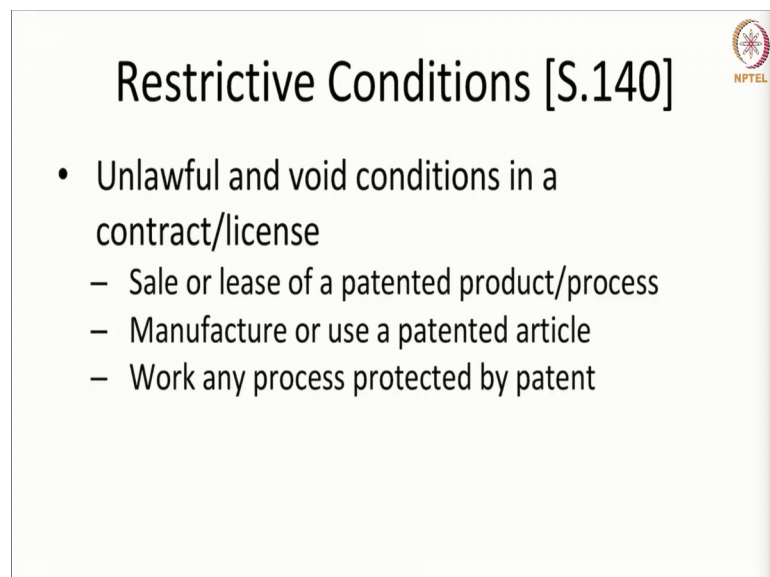 Restrictive Conditions [S.140]
NPTEL
• Unlawful and void conditions in a
contract/license
– Sale or lease of a patented product/process
– Manufacture or use a patented article
– Work any process protected by patent